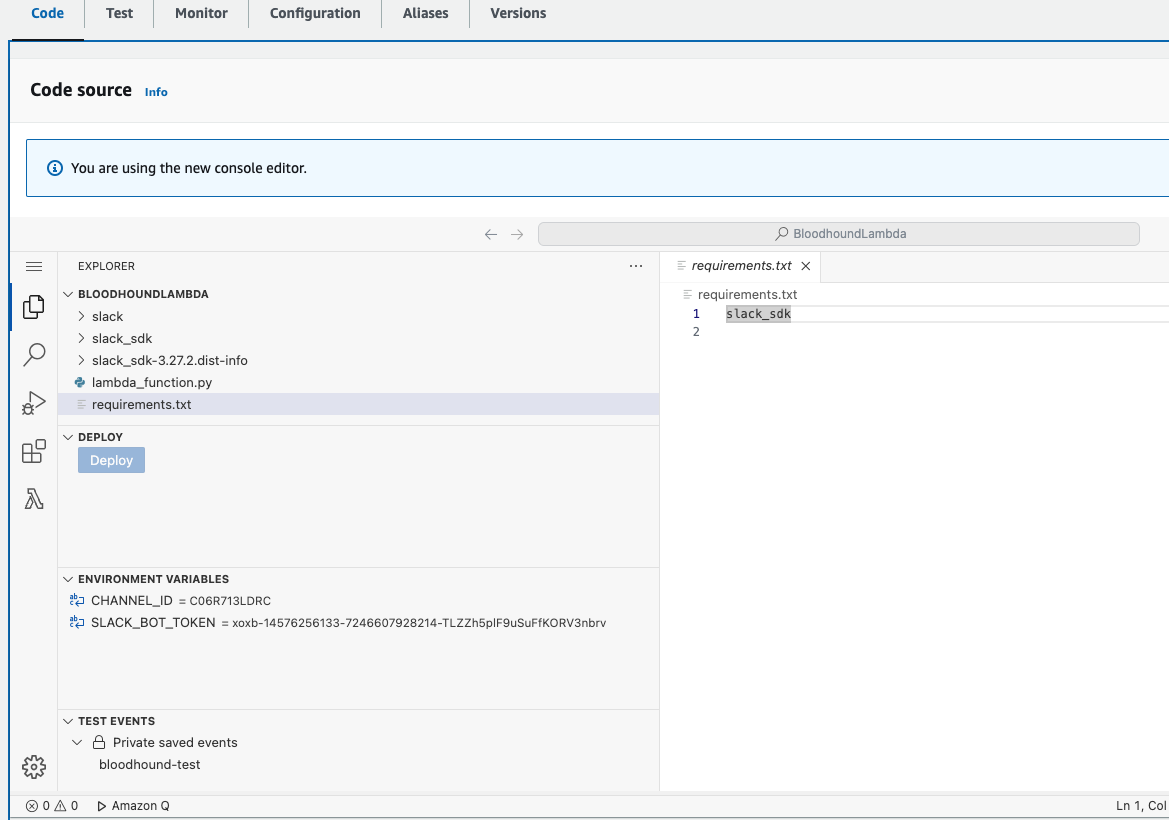 Code Test Monitor Configuration Aliases Versions
Code source Info
You are using the new console editor.
BloodhoundLambda
EXPLORER
BLOODHOUNDLAMBDA
slack
slack_sdk
slack_sdk-3.27.2.dist-info
lambda_function.py
requirements.txt
DEPLOY
Deploy
ENVIRONMENT VARIABLES
CHANNEL_ID = C06R713LDRC
SLACK_BOT_TOKEN = xoxb-14576256133-7246607928214-TLZZh5plF9uSuFfKORV3nbrv
TEST EVENTS
Private saved events
bloodhound-test
requirements.txt
requirements.txt
1 slack_sdk
2
0 0 Amazon Q
Ln 1, Col